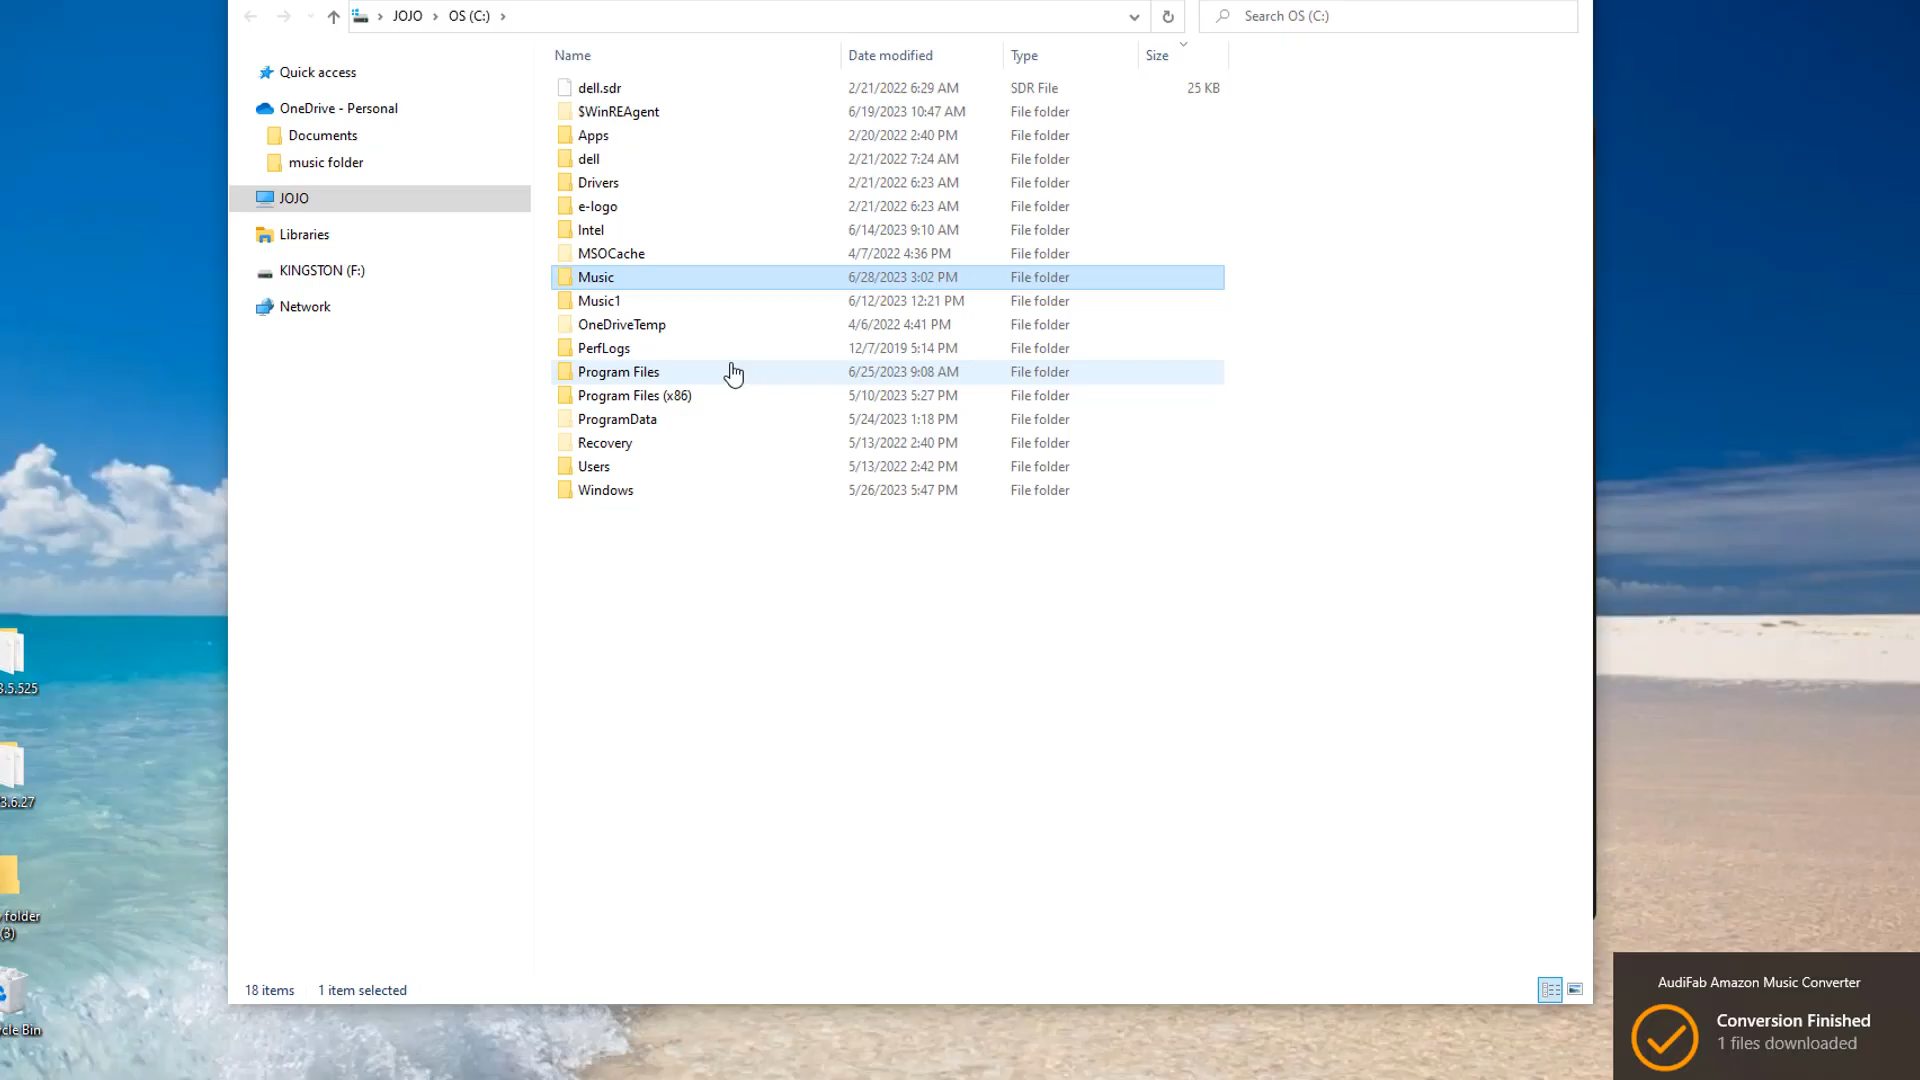 JOJO > OS (C:) >
Search OS (C:)
Quick access
OneDrive - Personal
Documents
music folder
JOJO
Libraries
KINGSTON (F:)
Network
Name Date modified Type Size
dell.sdr 2/21/2022 6:29 AM SDR File 25 KB
$WinREAgent 6/19/2023 10:47 AM File folder
Apps 2/20/2022 2:40 PM File folder
dell 2/21/2022 7:24 AM File folder
Drivers 2/21/2022 6:23 AM File folder
e-logo 2/21/2022 6:23 AM File folder
Intel 6/14/2023 9:10 AM File folder
MSOCache 4/7/2022 4:36 PM File folder
Music 6/28/2023 3:02 PM File folder
Music1 6/12/2023 12:21 PM File folder
OneDriveTemp 4/6/2022 4:41 PM File folder
PerfLogs 12/7/2019 5:14 PM File folder
Program Files 6/25/2023 9:08 AM File folder
Program Files (x86) 5/10/2023 5:27 PM File folder
ProgramData 5/24/2023 1:18 PM File folder
Recovery 5/13/2022 2:40 PM File folder
Users 5/13/2022 2:42 PM File folder
Windows 5/26/2023 5:47 PM File folder
3.5.525
3.6.27
folder
(3)
cle Bin
18 items 1 item selected
AudiFab Amazon Music Converter
Conversion Finished
1 files downloaded